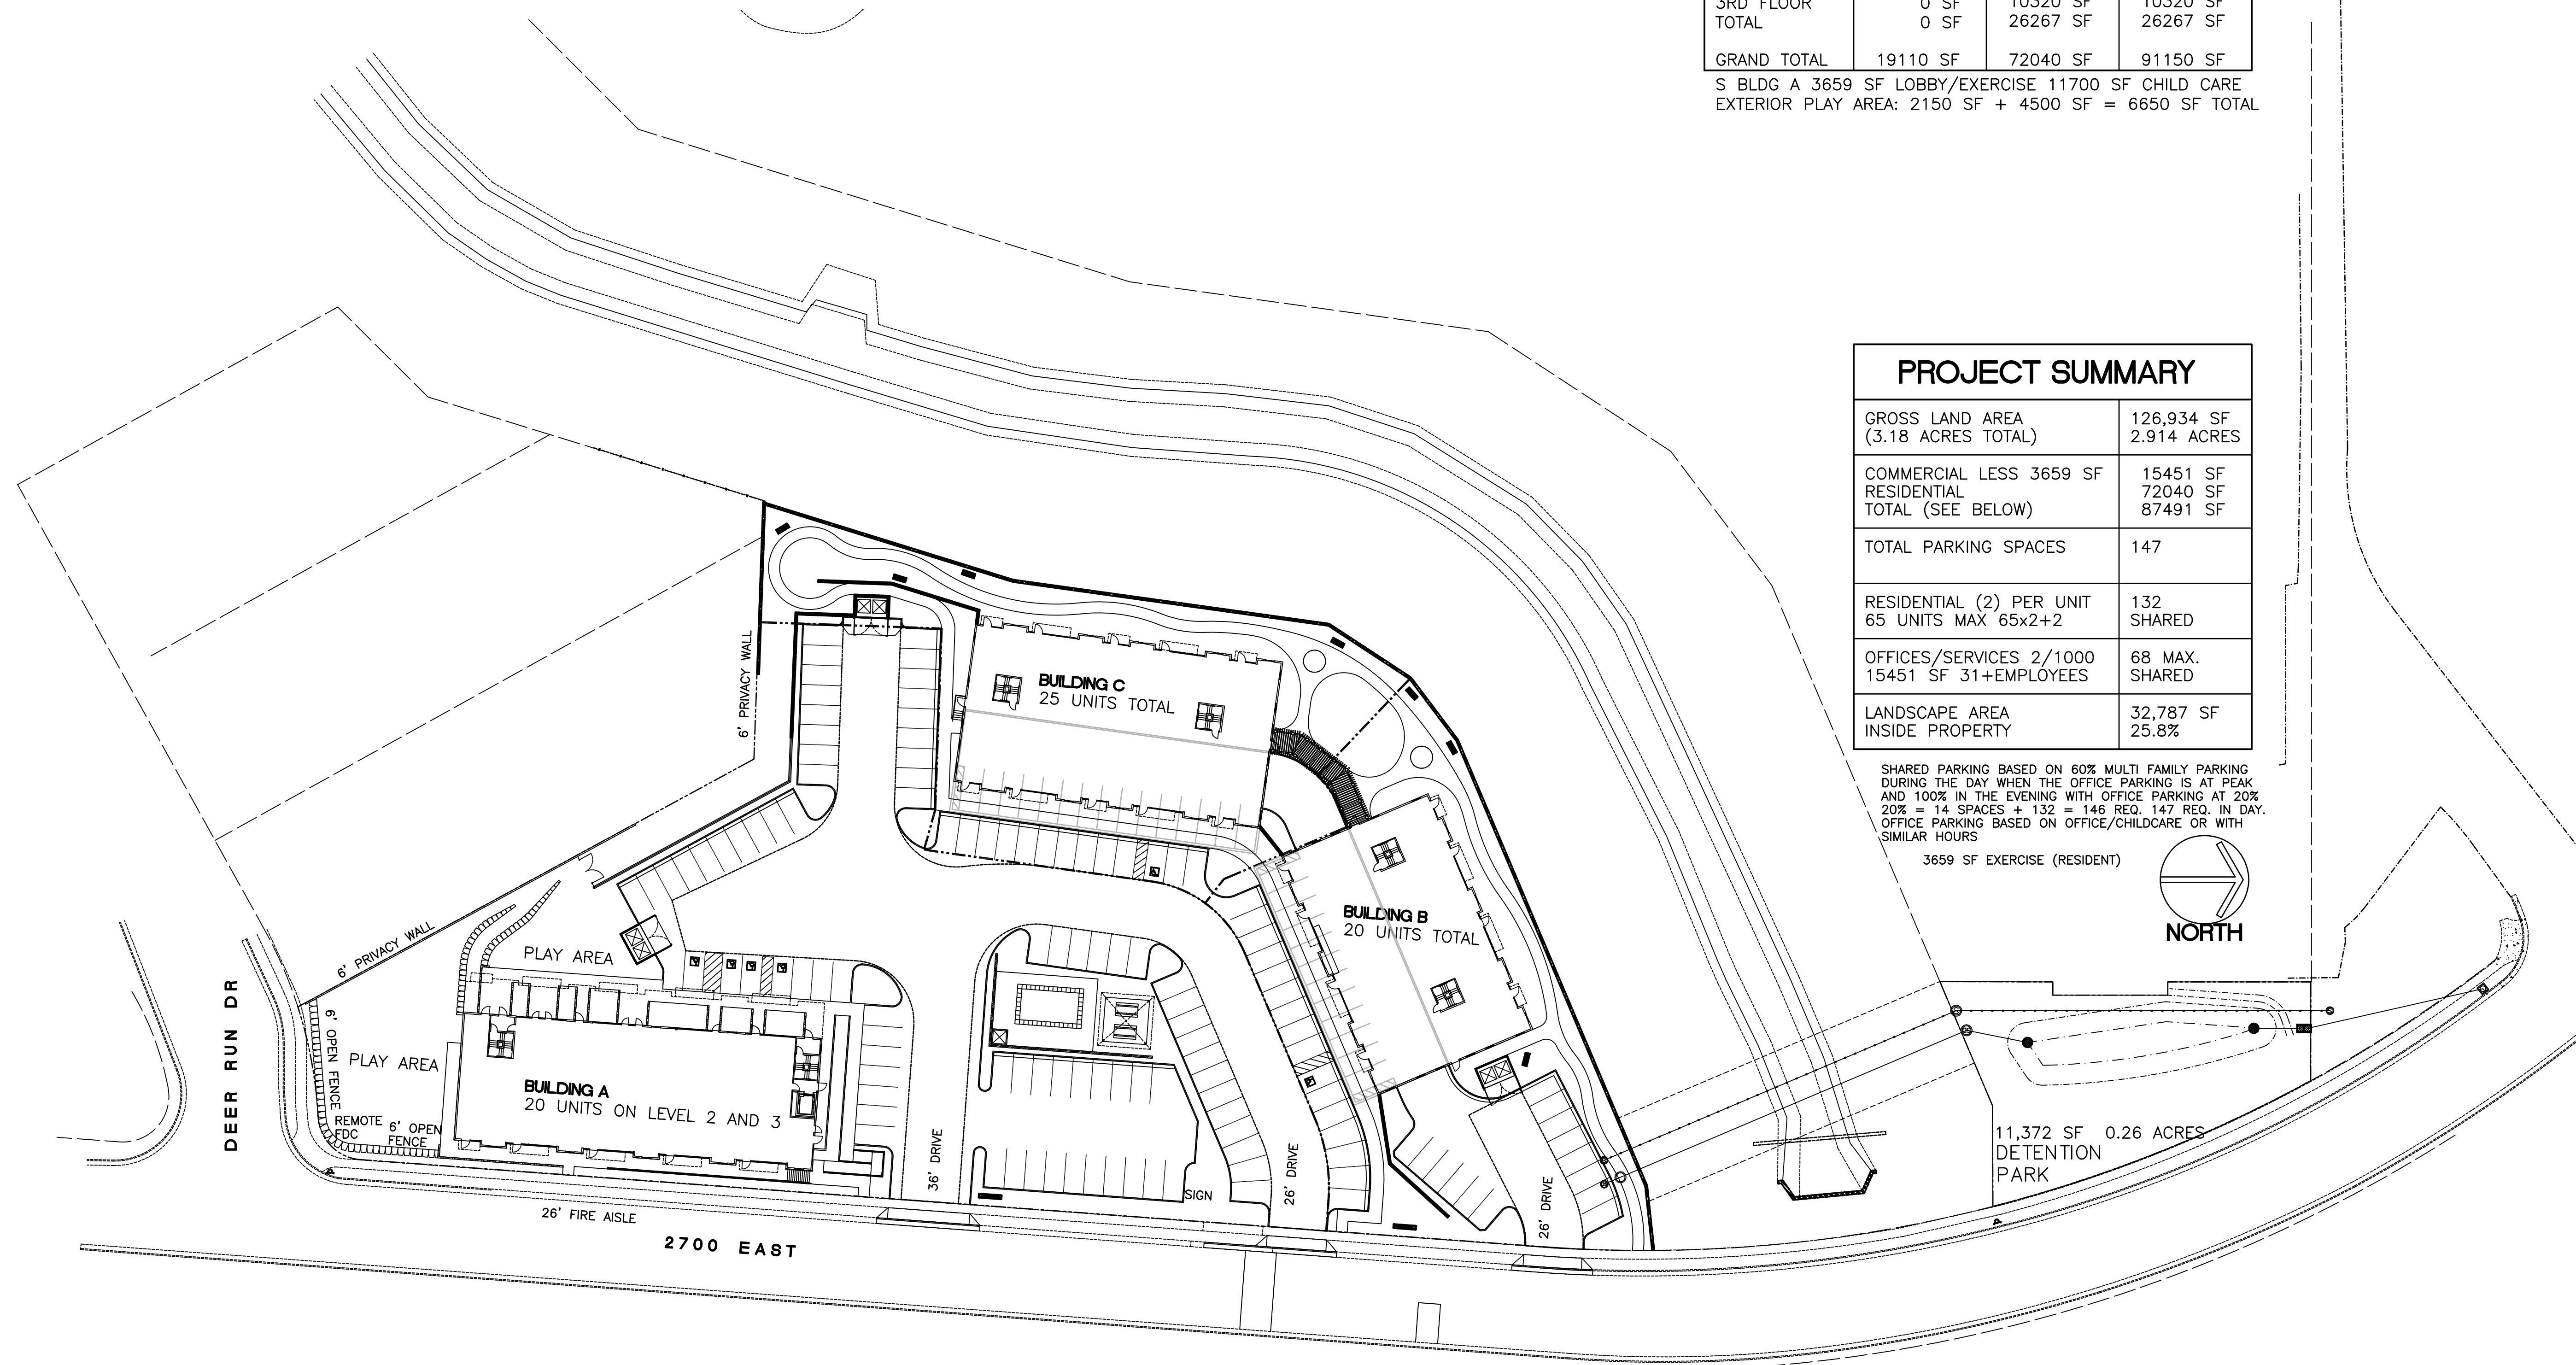 3RD FLOOR 0 SF 10320 SF 10320 SF
TOTAL 0 SF 26267 SF 26267 SF
GRAND TOTAL 19110 SF 72040 SF 91150 SF
S BLDG A 3659 SF LOBBY/EXERCISE 11700 SF CHILD CARE
EXTERIOR PLAY AREA: 2150 SF + 4500 SF = 6650 SF TOTAL
PROJECT SUMMARY
GROSS LAND AREA 126,934 SF
(3.18 ACRES TOTAL) 2.914 ACRES
COMMERCIAL LESS 3659 SF 15451 SF
RESIDENTIAL 72040 SF
TOTAL (SEE BELOW) 87491 SF
TOTAL PARKING SPACES 147
RESIDENTIAL (2) PER UNIT 132
65 UNITS MAX 65x2+2 SHARED
OFFICES/SERVICES 2/1000 68 MAX.
15451 SF 31+EMPLOYEES SHARED
LANDSCAPE AREA 32,787 SF
INSIDE PROPERTY 25.8%
SHARED PARKING BASED ON 60% MULTI FAMILY PARKING
DURING THE DAY WHEN THE OFFICE PARKING IS AT PEAK
AND 100% IN THE EVENING WITH OFFICE PARKING AT 20%
20% = 14 SPACES + 132 = 146 REQ. 147 REQ. IN DAY.
OFFICE PARKING BASED ON OFFICE/CHILDCARE OR WITH
SIMILAR HOURS
3659 SF EXERCISE (RESIDENT)
NORTH
6' PRIVACY WALL
BUILDING C
25 UNITS TOTAL
BUILDING B
20 UNITS TOTAL
6' PRIVACY WALL
PLAY AREA
DEER RUN DR
6' OPEN FENCE
PLAY AREA
BUILDING A
20 UNITS ON LEVEL 2 AND 3
REMOTE
FDC
6' OPEN
FENCE
36' DRIVE
SIGN
26' DRIVE
26' DRIVE
11,372 SF 0.26 ACRES
DETENTION
PARK
26' FIRE AISLE
2700 EAST